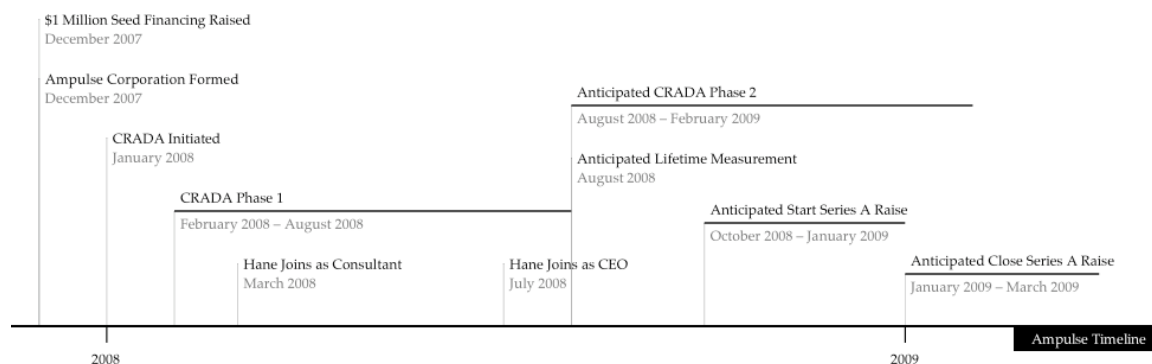 $1 Million Seed Financing Raised
December 2007
Ampulse Corporation Formed
December 2007
Anticipated CRADA Phase 2
August 2008 – February 2009
CRADA Initiated
January 2008
Anticipated Lifetime Measurement
August 2008
CRADA Phase 1
February 2008 – August 2008
Anticipated Start Series A Raise
October 2008 – January 2009
Hane Joins as Consultant
March 2008
Hane Joins as CEO
July 2008
Anticipated Close Series A Raise
January 2009 – March 2009
Ampulse Timeline
2008
2009